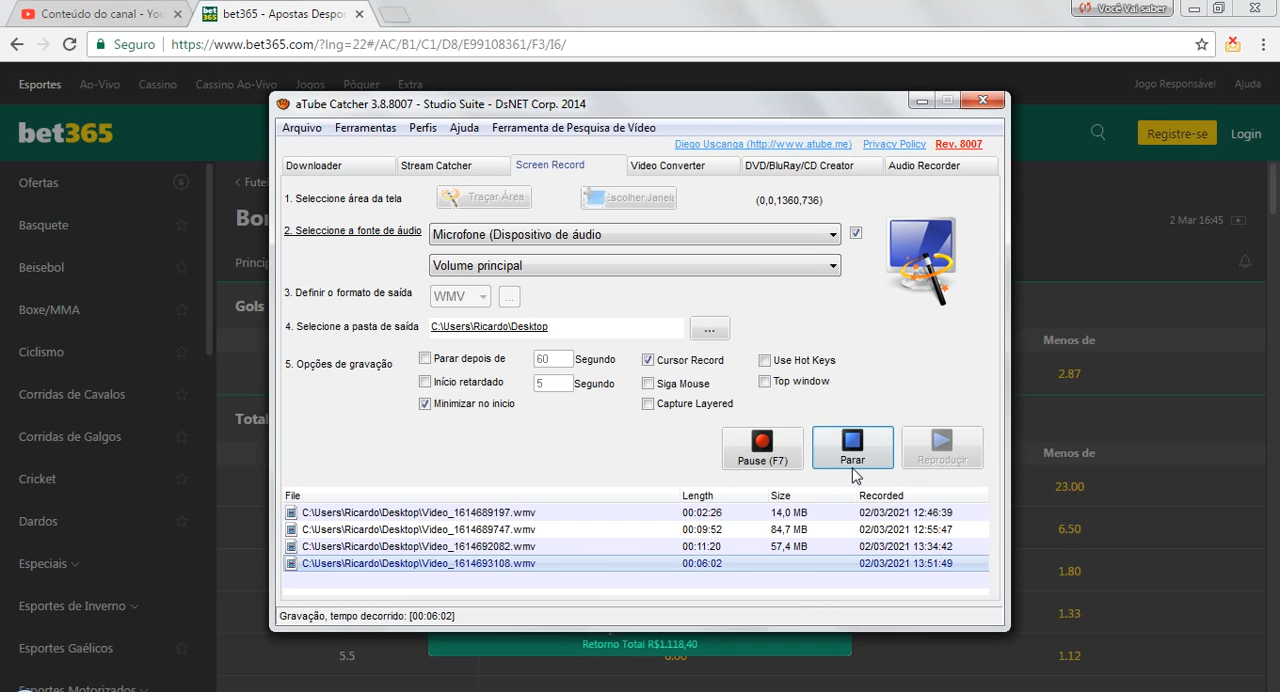 Conteúdo do canal - You
bet365 - Apostas Despor
Você Vai saber
Seguro
https://www.bet365.com/?lng=22#/AC/B1/C1/D8/E99108361/F3/I6/
Esportes Ao-Vivo Cassino Cassino Ao-Vivo Jogos Pôquer Extra Jogo Responsável Ajuda
bet365
Registre-se
Login
Ofertas
Basquete
Beisebol
Boxe/MMA
Ciclismo
Corridas de Cavalos
Corridas de Galgos
Cricket
Dardos
Especiais
Esportes de Inverno
Esportes Gaélicos
Esportes Motorizados
< Fute
Bor
2 Mar 16:45
Princip
Gols
Total
aTube Catcher 3.8.8007 - Studio Suite - DsNET Corp. 2014
Arquivo Ferramentas Perfis Ajuda Ferramenta de Pesquisa de Vídeo
Diego Uscanga (http://www.atube.me) Privacy Policy Rev. 8007
Downloader Stream Catcher Screen Record Video Converter DVD/BluRay/CD Creator Audio Recorder
1. Seleccione área da tela
Traçar Área
Escolher Janela
(0,0,1360,736)
2. Seleccione a fonte de áudio
Microfone (Dispositivo de áudio
Volume principal
3. Definir o formato de saída
WMV
...
4. Selecione a pasta de saída
C:\Users\Ricardo\Desktop
...
5. Opções de gravação
Parar depois de 60 Segundo
Início retardado 5 Segundo
Minimizar no inicio
Cursor Record
Siga Mouse
Capture Layered
Use Hot Keys
Top window
Pause (F7)
Parar
Reproduçir
File Length Size Recorded
C:\Users\Ricardo\Desktop\Video_1614689197.wmv 00:02:26 14,0 MB 02/03/2021 12:46:39
C:\Users\Ricardo\Desktop\Video_1614689747.wmv 00:09:52 84,7 MB 02/03/2021 12:55:47
C:\Users\Ricardo\Desktop\Video_1614692082.wmv 00:11:20 57,4 MB 02/03/2021 13:34:42
C:\Users\Ricardo\Desktop\Video_1614693108.wmv 00:06:02 02/03/2021 13:51:49
Gravação, tempo decorrido: [00:06:02]
Retorno Total R$1.118,40
Menos de
2.87
Menos de
23.00
6.50
1.80
1.33
5.5
1.12